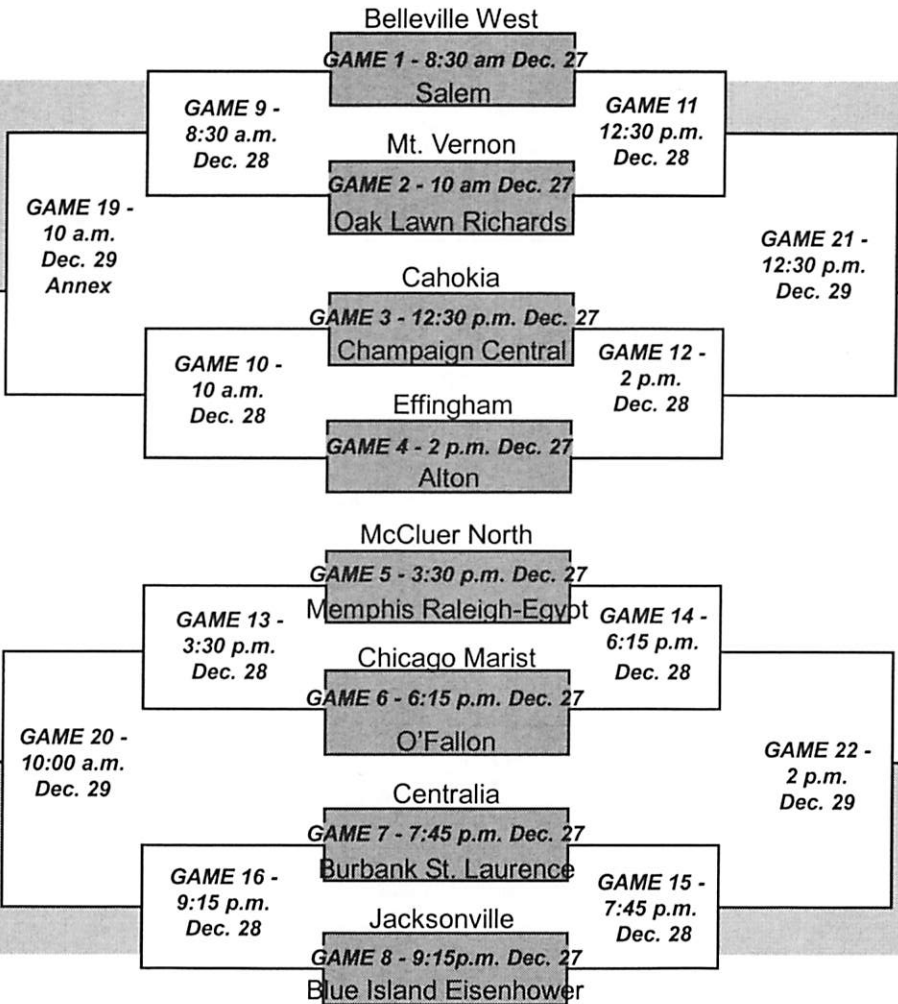 Belleville West
GAME 1 - 8:30 am Dec. 27
Salem
GAME 9 -
8:30 a.m.
Dec. 28
GAME 11
12:30 p.m.
Dec. 28
Mt. Vernon
GAME 2 - 10 am Dec. 27
Oak Lawn Richards
GAME 19 -
10 a.m.
Dec. 29
Annex
GAME 21 -
12:30 p.m.
Dec. 29
Cahokia
GAME 3 - 12:30 p.m. Dec. 27
Champaign Central
GAME 10 -
10 a.m.
Dec. 28
GAME 12 -
2 p.m.
Dec. 28
Effingham
GAME 4 - 2 p.m. Dec. 27
Alton
McCluer North
GAME 5 - 3:30 p.m. Dec. 27
Memphis Raleigh-Egypt
GAME 13 -
3:30 p.m.
Dec. 28
GAME 14 -
6:15 p.m.
Dec. 28
Chicago Marist
GAME 6 - 6:15 p.m. Dec. 27
O'Fallon
GAME 20 -
10:00 a.m.
Dec. 29
GAME 22 -
2 p.m.
Dec. 29
Centralia
GAME 7 - 7:45 p.m. Dec. 27
Burbank St. Laurence
GAME 16 -
9:15 p.m.
Dec. 28
GAME 15 -
7:45 p.m.
Dec. 28
Jacksonville
GAME 8 - 9:15p.m. Dec. 27
Blue Island Eisenhower